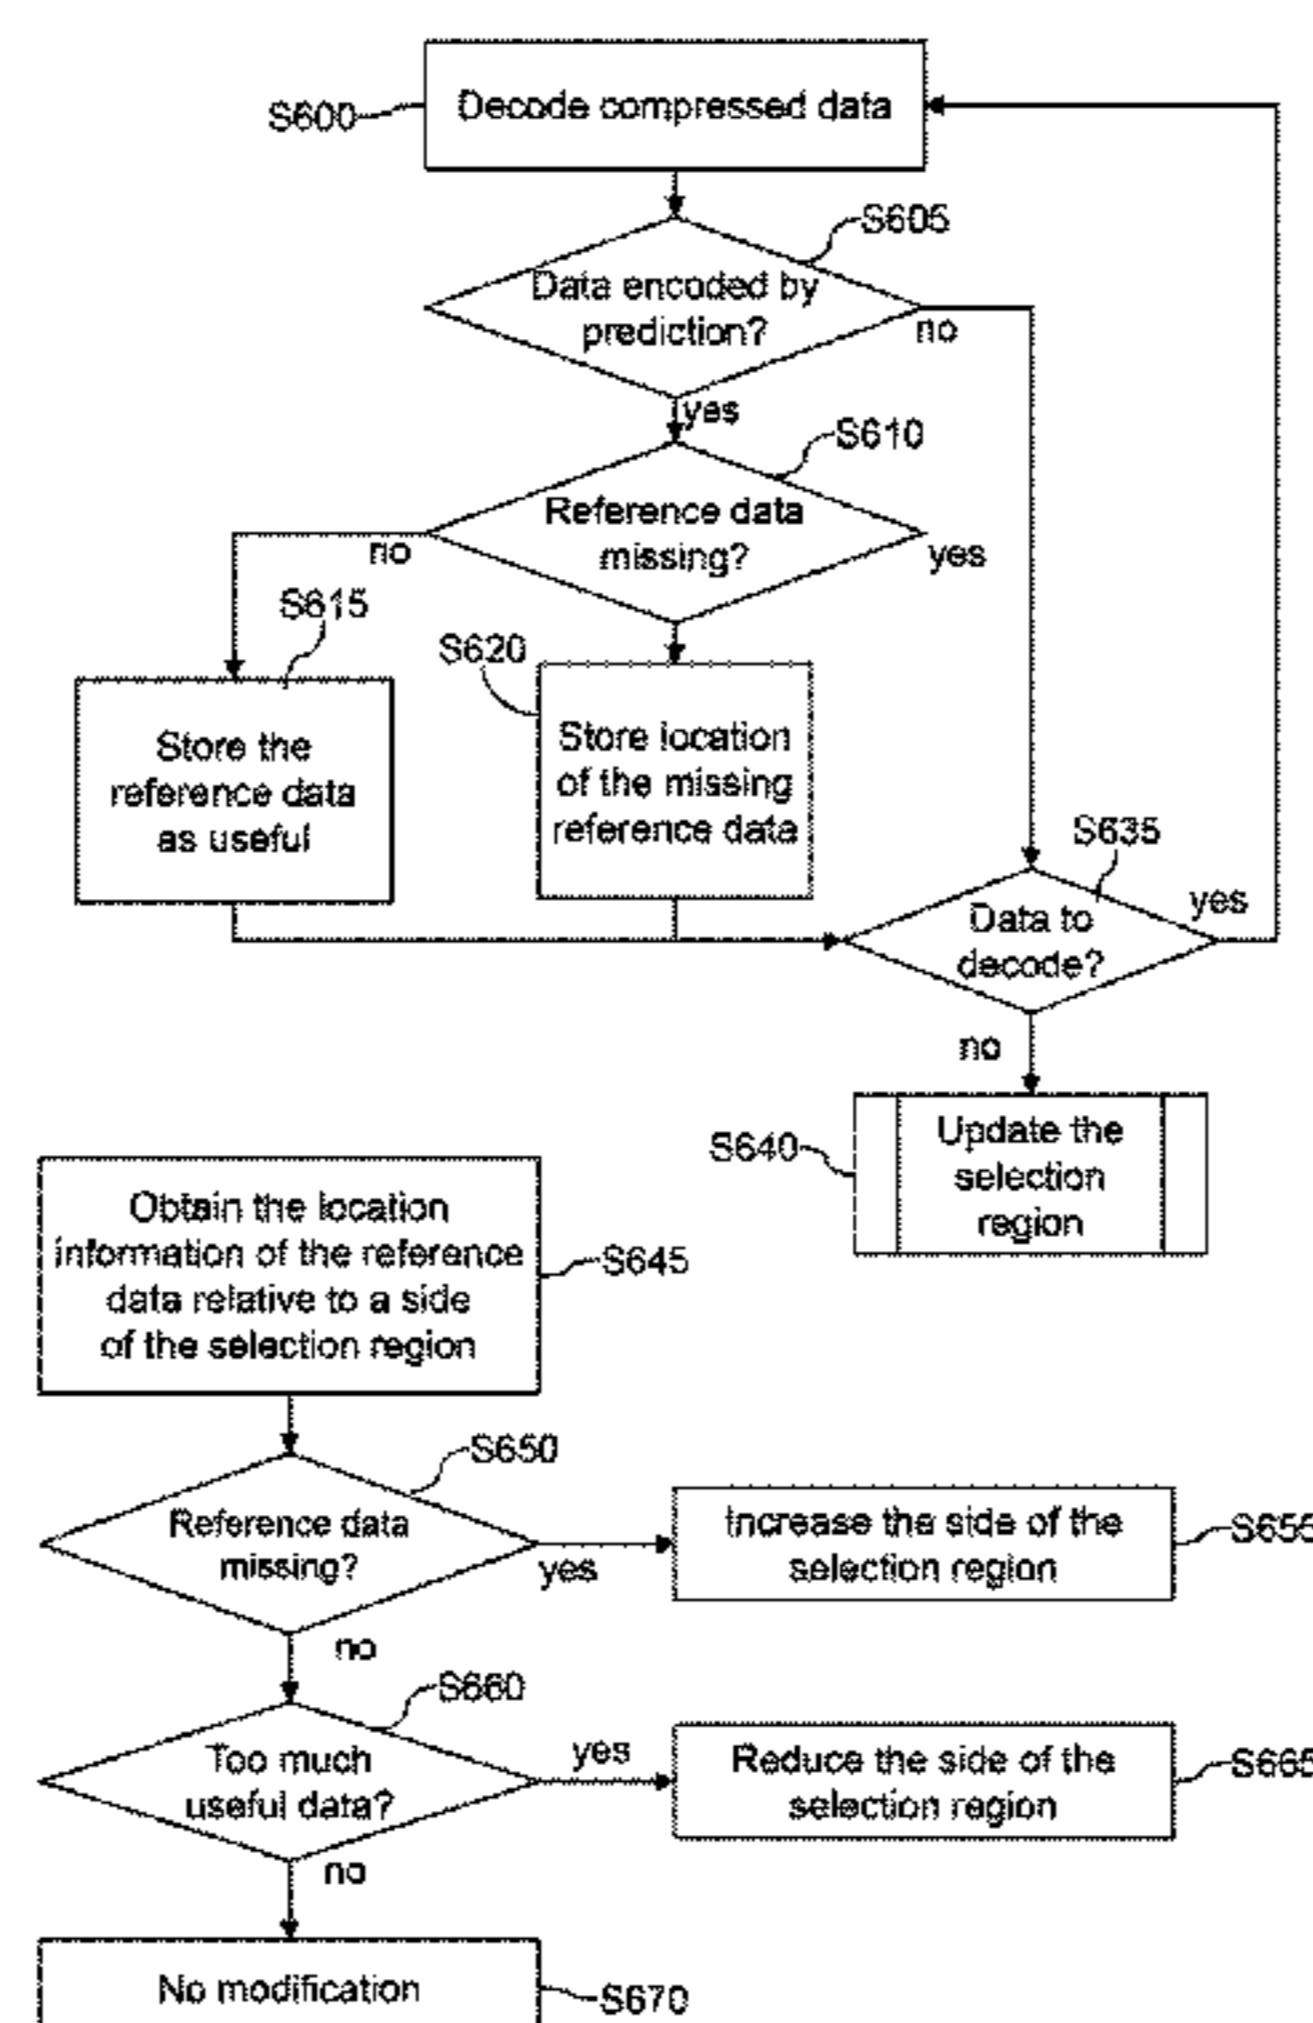 S600
Decode compressed data
S605
Data encoded by
prediction?
no
yes
S610
Reference data
missing?
no
yes
S615
S620
Store the
reference data
as useful
Store location
of the missing
reference data
S635
Data to
decode?
yes
no
S640
Update the
selection
region
Obtain the location
information of the reference
data relative to a side
of the selection region
S645
S650
Reference data
missing?
yes
Increase the side of the
selection region
S655
no
S660
Too much
useful data?
yes
Reduce the side of the
selection region
S665
no
No modification
S670